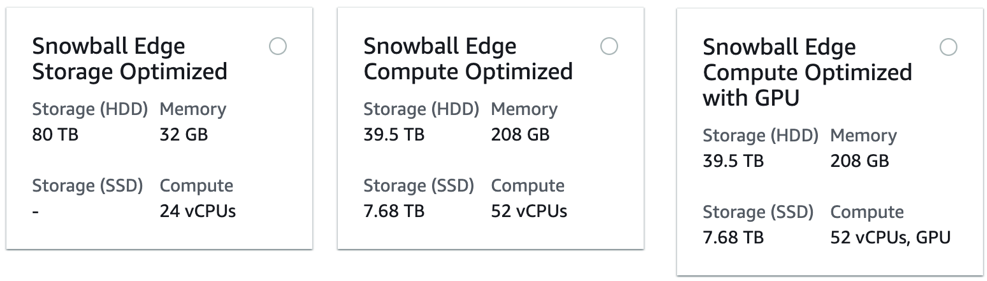 Snowball Edge
Storage Optimized
Storage (HDD) Memory
80 TB 32 GB
Storage (SSD) Compute
- 24 vCPUs
Snowball Edge
Compute Optimized
Storage (HDD) Memory
39.5 TB 208 GB
Storage (SSD) Compute
7.68 TB 52 vCPUs
Snowball Edge
Compute Optimized
with GPU
Storage (HDD) Memory
39.5 TB 208 GB
Storage (SSD) Compute
7.68 TB 52 vCPUs, GPU